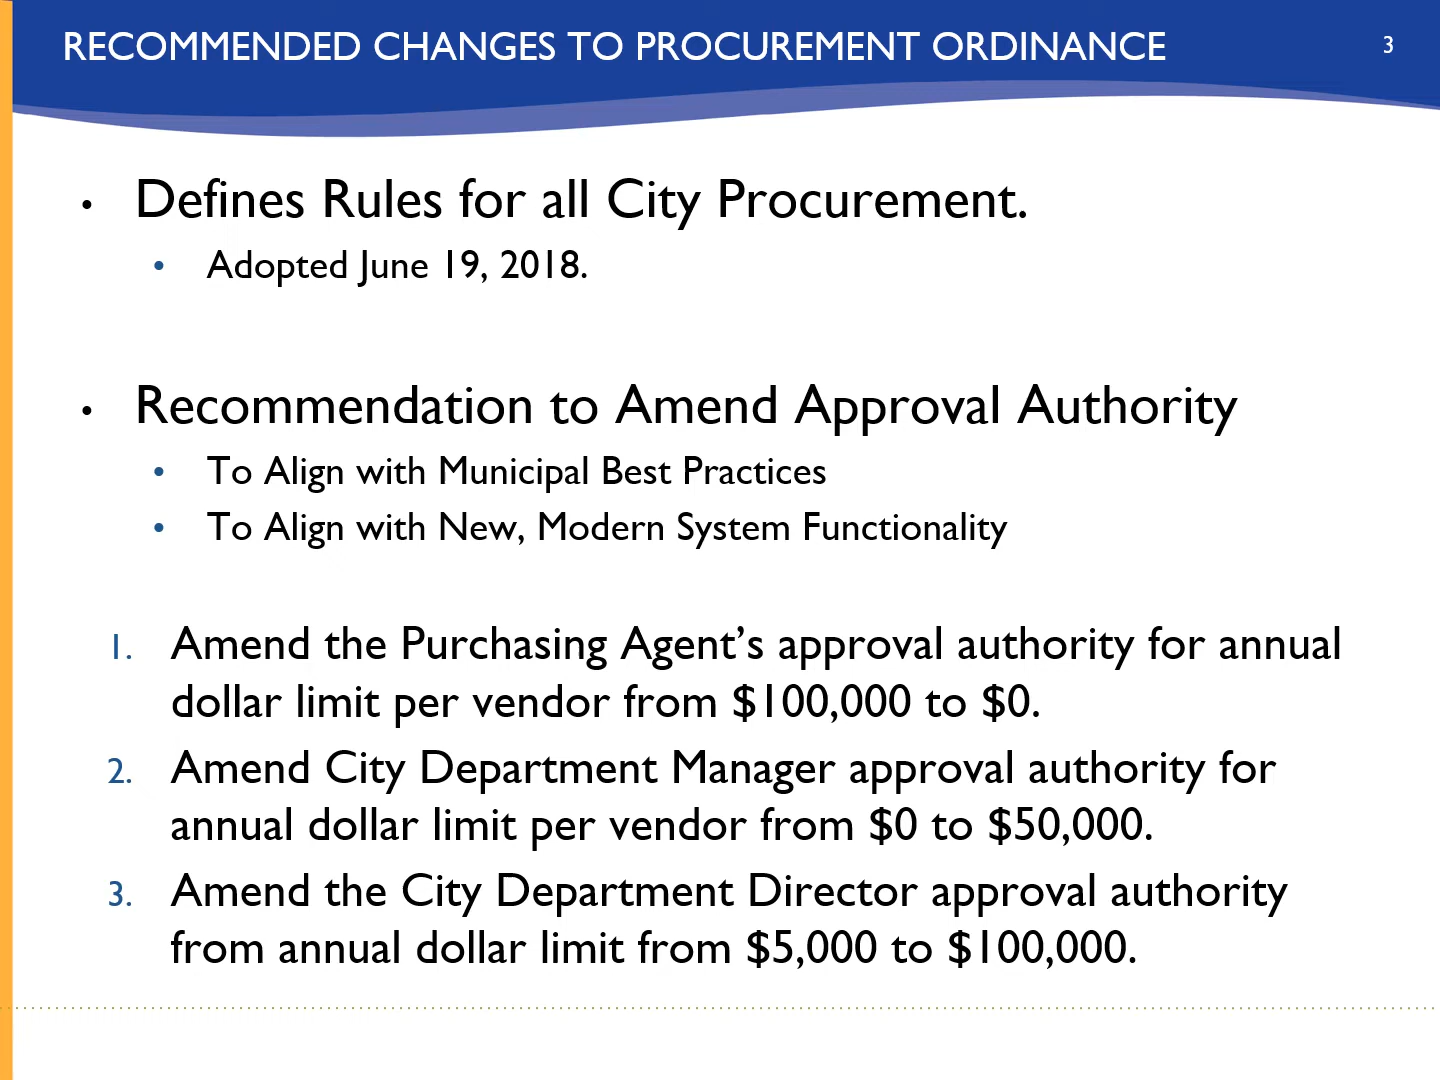 RECOMMENDED CHANGES TO PROCUREMENT ORDINANCE
3
• Defines Rules for all City Procurement.
• Adopted June 19, 2018.
• Recommendation to Amend Approval Authority
• To Align with Municipal Best Practices
• To Align with New, Modern System Functionality
1. Amend the Purchasing Agent’s approval authority for annual
dollar limit per vendor from $100,000 to $0.
2. Amend City Department Manager approval authority for
annual dollar limit per vendor from $0 to $50,000.
3. Amend the City Department Director approval authority
from annual dollar limit from $5,000 to $100,000.